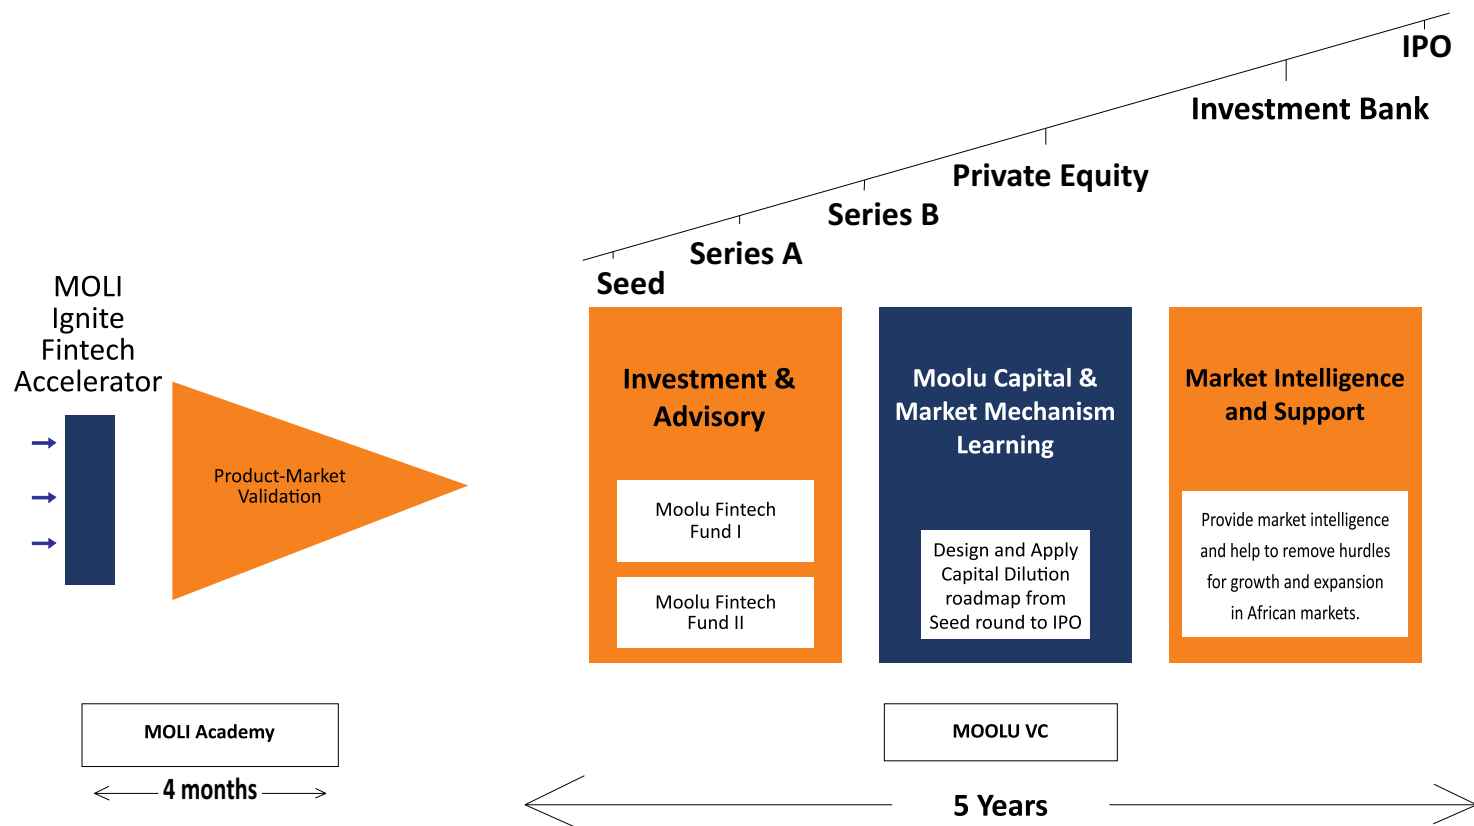 IPO
Investment Bank
Private Equity
Series B
Series A
Seed
MOLI
Ignite
Fintech
Accelerator
Product-Market
Validation
Investment &
Advisory
Moolu Fintech
Fund I
Moolu Fintech
Fund II
Moolu Capital &
Market Mechanism
Learning
Design and Apply
Capital Dilution
roadmap from
Seed round to IPO
Market Intelligence
and Support
Provide market intelligence
and help to remove hurdles
for growth and expansion
in African markets.
MOLI Academy
4 months
MOOLU VC
5 Years